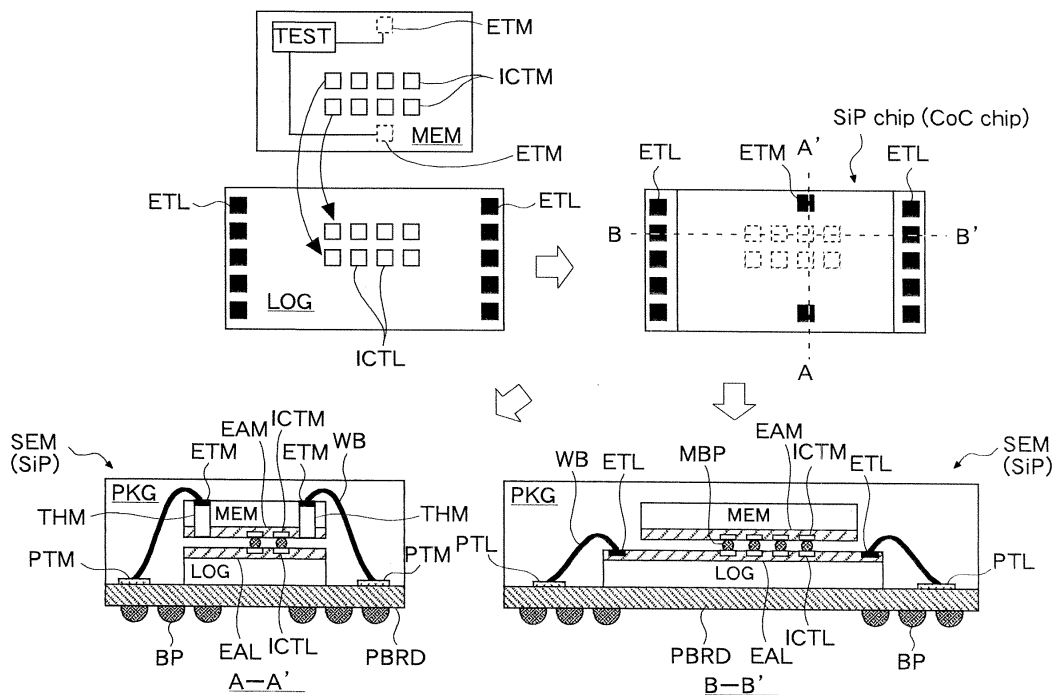 ETM
TEST
ICTM
MEM
ETM
SiP chip (CoC chip)
ETL
ETL
LOG
ICTL
ETL
ETM
A'
ETL
B
B'
A
SEM
(SiP)
ICTM
EAM
ETM
ETM
WB
PKG
THM
MEM
THM
PTM
PTM
LOG
BP
EAL
ICTL
PBRD
A—A'
EAM
MBP
ICTM
WB
ETL
ETL
SEM
(SiP)
PKG
MEM
PTL
PTL
LOG
PBRD
EAL
ICTL
BP
B—B'